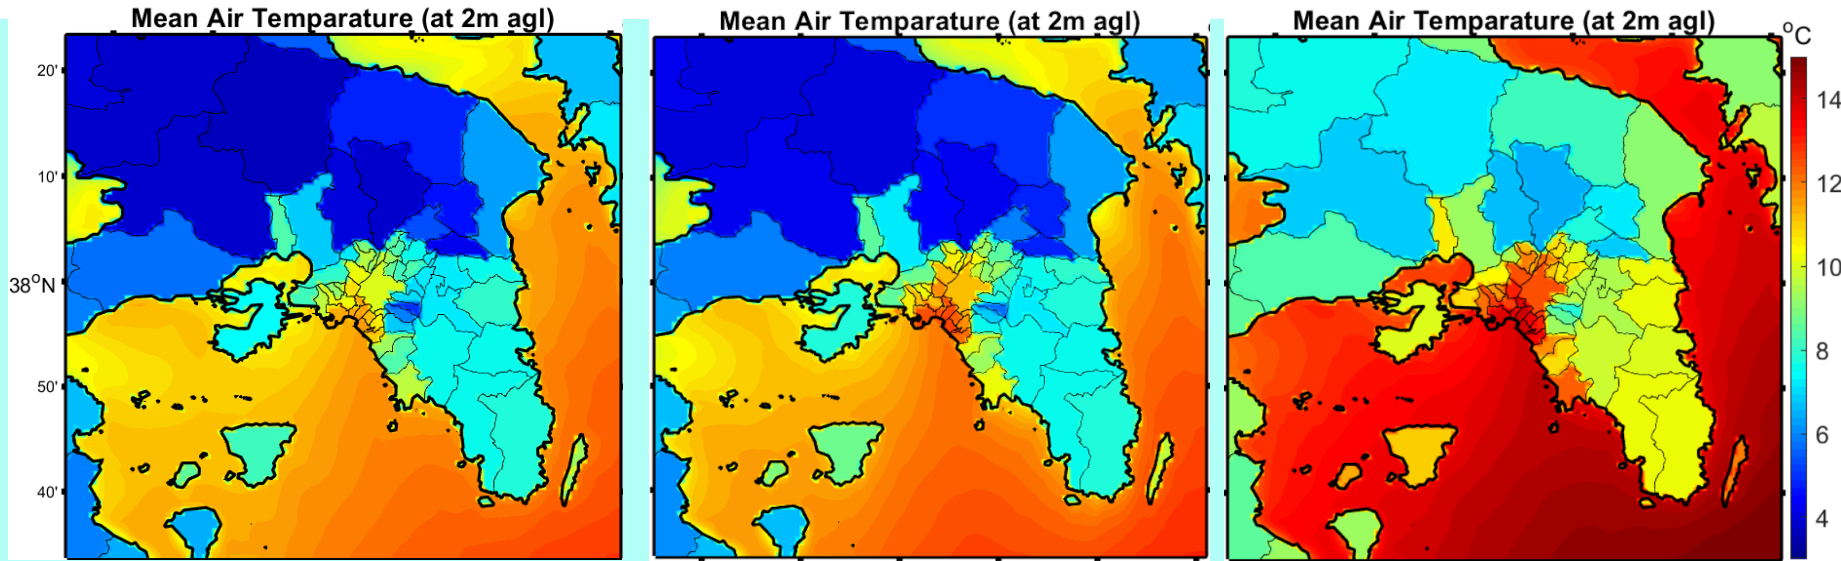 Mean Air Temparature (at 2m agl)
Mean Air Temparature (at 2m agl)
Mean Air Temparature (at 2m agl)
°C
20'
10'
38°N
50'
40'
14
12
10
8
6
4